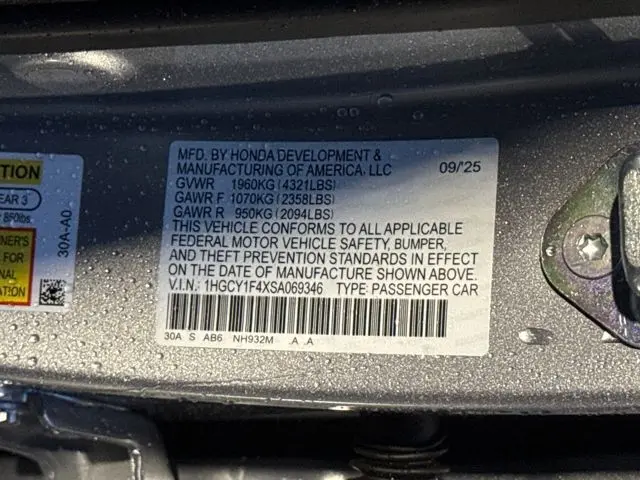 MFD. BY HONDA DEVELOPMENT &
MANUFACTURING OF AMERICA, LLC 09/'25
GVWR 1960KG (4321LBS)
GAWR F 1070KG (2358LBS)
GAWR R 950KG (2094LBS)
THIS VEHICLE CONFORMS TO ALL APPLICABLE
FEDERAL MOTOR VEHICLE SAFETY, BUMPER,
AND THEFT PREVENTION STANDARDS IN EFFECT
ON THE DATE OF MANUFACTURE SHOWN ABOVE.
V.I.N.: 1HGCY1F4XSA069346 TYPE: PASSENGER CAR
30A S AB6 NH932M .A .A
30A-A0
850lbs